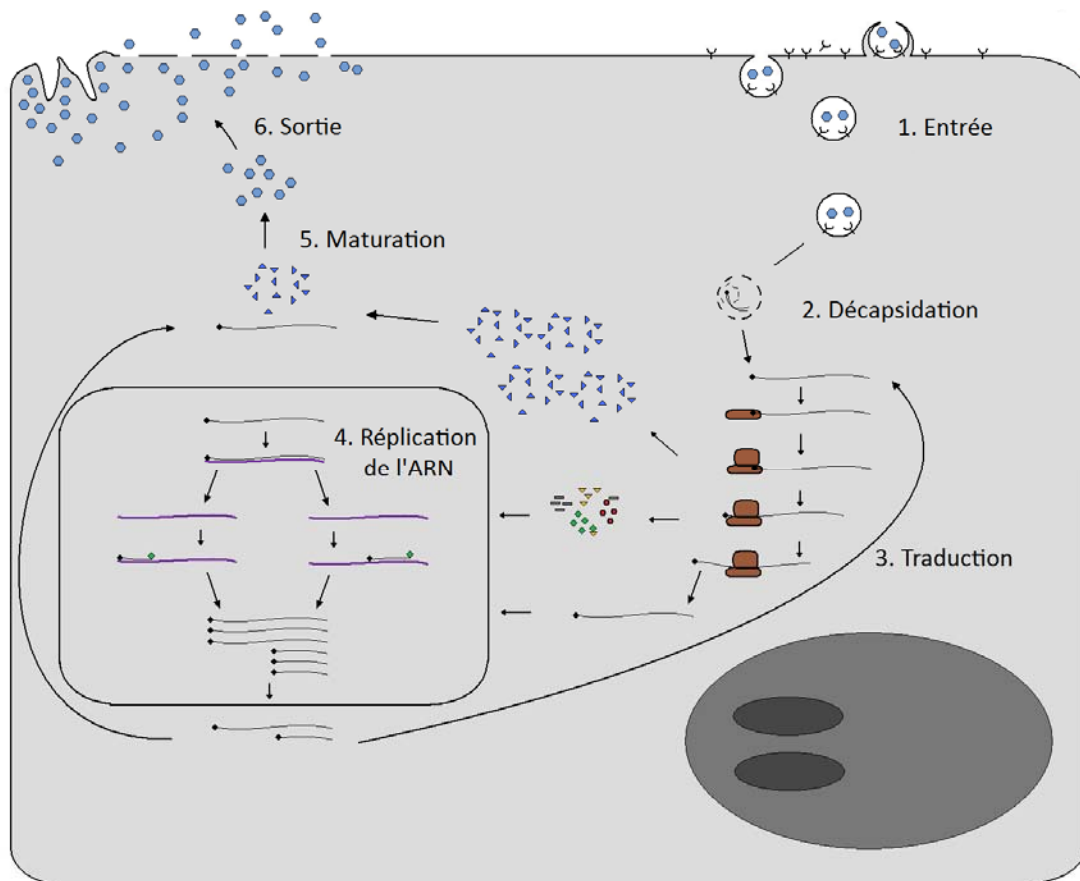 1. Entrée
2. Décapsidation
3. Traduction
4. Réplication
de l'ARN
5. Maturation
6. Sortie